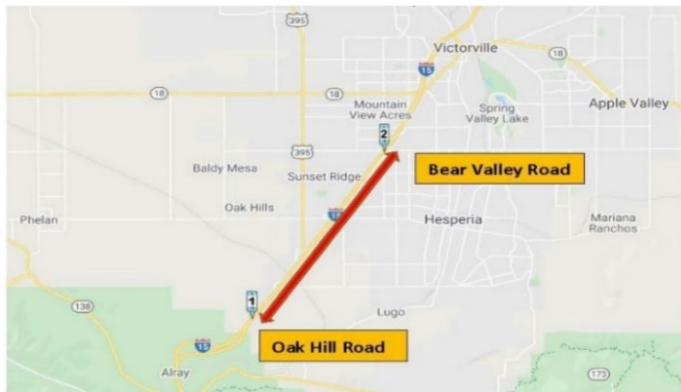 395
Victorville
18
15
18
18
Mountain
View Acres
Spring
Valley Lake
Apple Valley
2
395
Baldy Mesa
Sunset Ridge
Bear Valley Road
Oak Hills
Phelan
15
Hesperia
Mariana
Ranchos
1
138
Lugo
15
Oak Hill Road
Alray
173